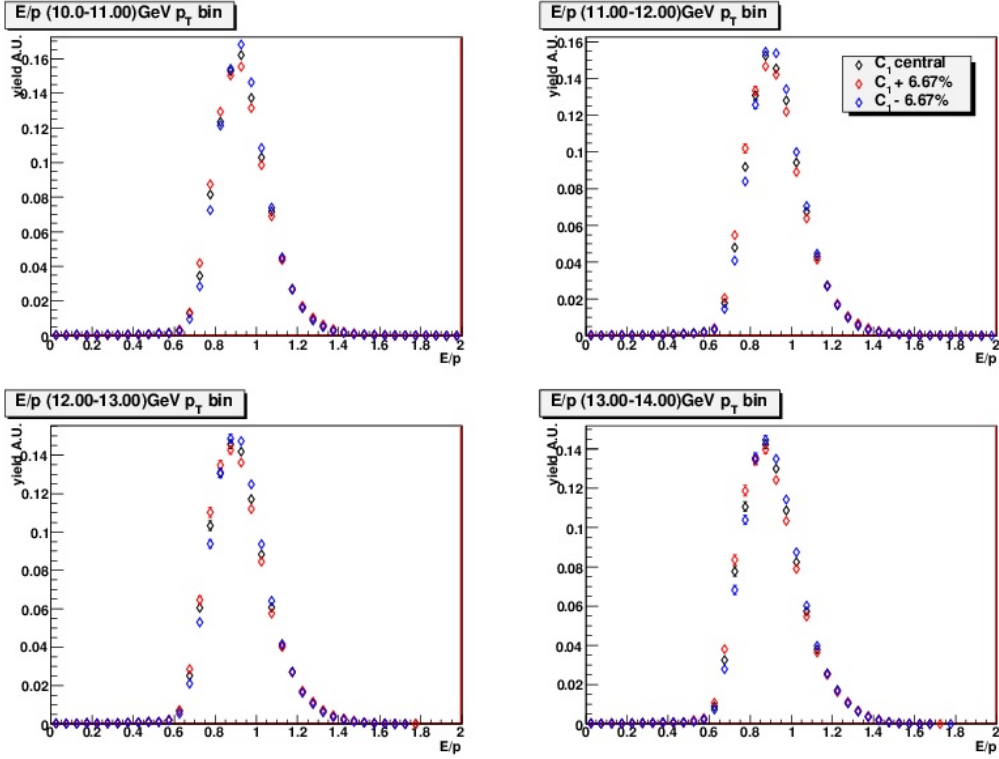 E/p (10.0-11.00)GeV p_T bin
yield A.U.
0.16
0.14
0.12
0.1
0.08
0.06
0.04
0.02
0
0 0.2 0.4 0.6 0.8 1 1.2 1.4 1.6 1.8 2
E/p
E/p (11.00-12.00)GeV p_T bin
yield A.U.
C_1 central
C_1 + 6.67%
C_1 - 6.67%
0.16
0.14
0.12
0.1
0.08
0.06
0.04
0.02
0
0 0.2 0.4 0.6 0.8 1 1.2 1.4 1.6 1.8 2
E/p
E/p (12.00-13.00)GeV p_T bin
yield A.U.
0.14
0.12
0.1
0.08
0.06
0.04
0.02
0
0 0.2 0.4 0.6 0.8 1 1.2 1.4 1.6 1.8 2
E/p
E/p (13.00-14.00)GeV p_T bin
yield A.U.
0.14
0.12
0.1
0.08
0.06
0.04
0.02
0
0 0.2 0.4 0.6 0.8 1 1.2 1.4 1.6 1.8 2
E/p